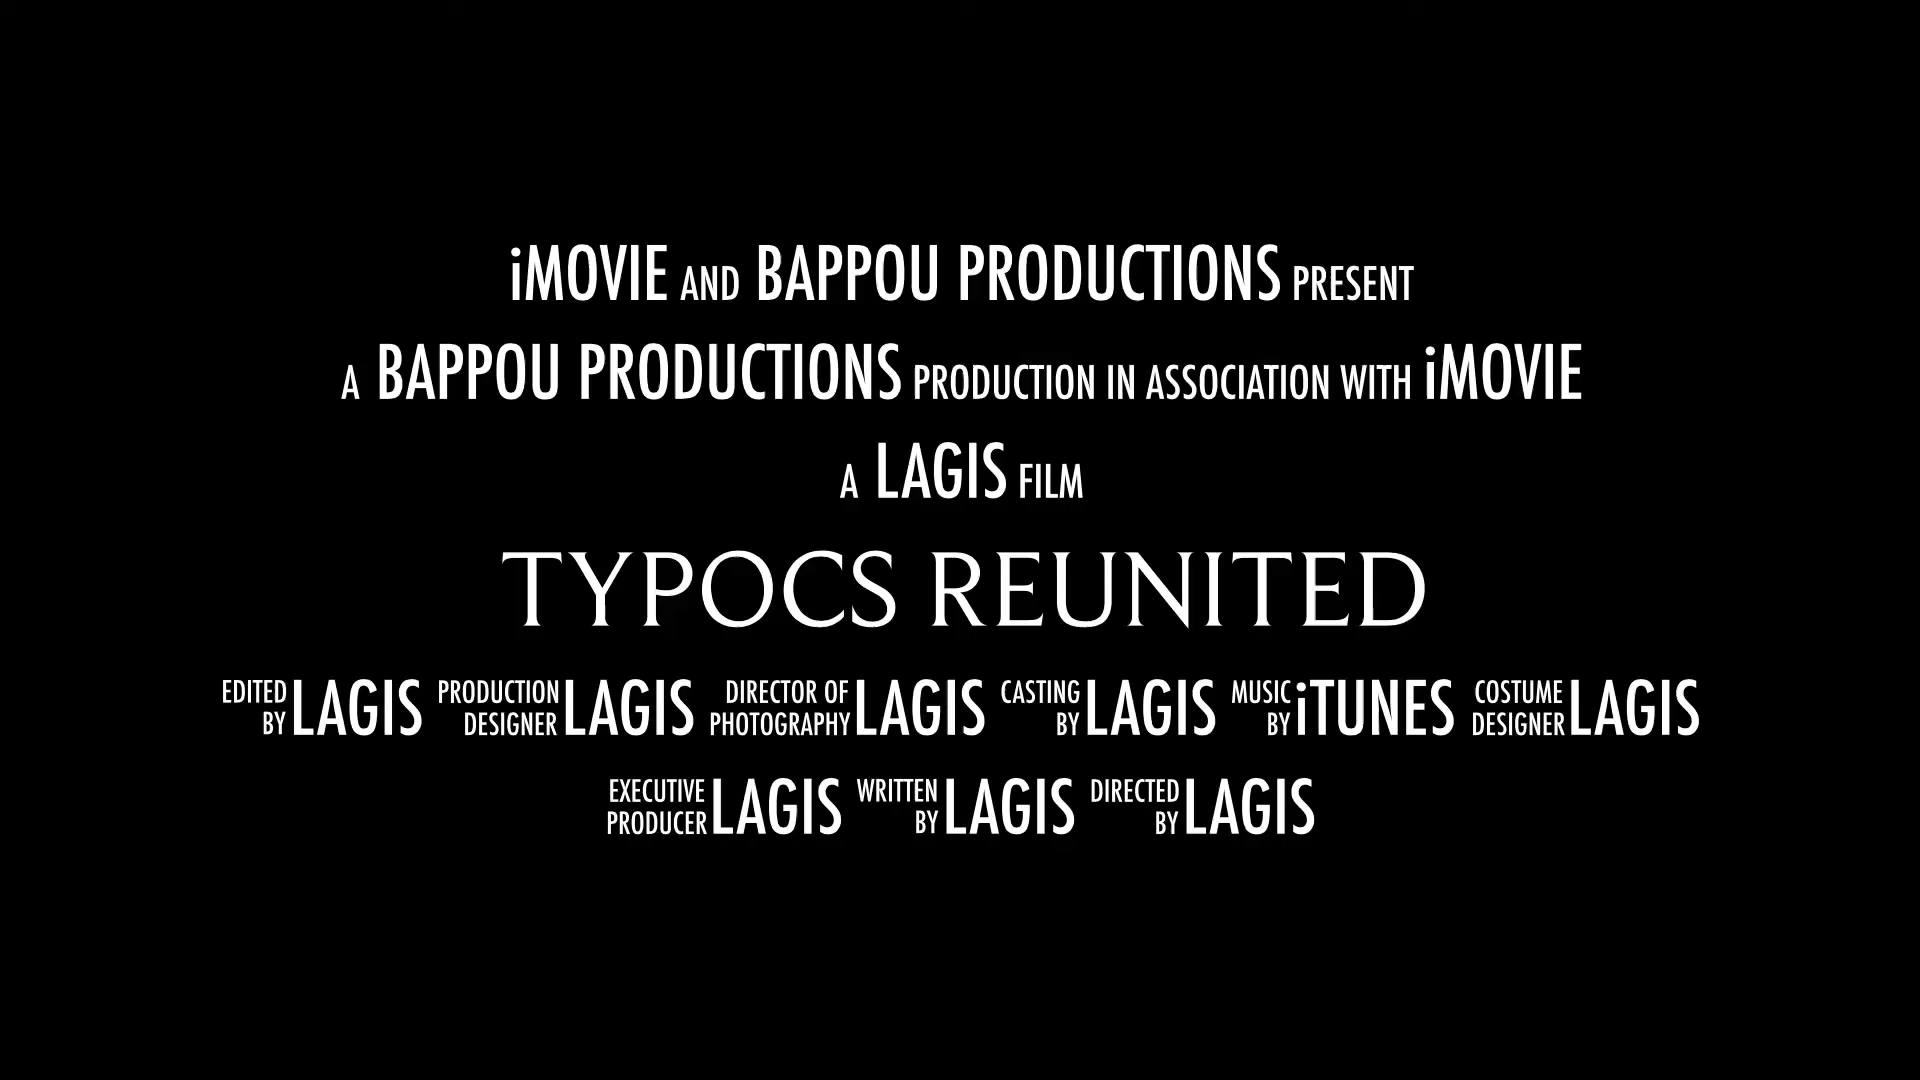 iMOVIE AND BAPPOU PRODUCTIONS PRESENT
A BAPPOU PRODUCTIONS PRODUCTION IN ASSOCIATION WITH iMOVIE
A LAGIS FILM
TYPOCS REUNITED
EDITED BY LAGIS PRODUCTION DESIGNER LAGIS DIRECTOR OF PHOTOGRAPHY LAGIS CASTING BY LAGIS MUSIC BY iTUNES COSTUME DESIGNER LAGIS
EXECUTIVE PRODUCER LAGIS WRITTEN BY LAGIS DIRECTED BY LAGIS